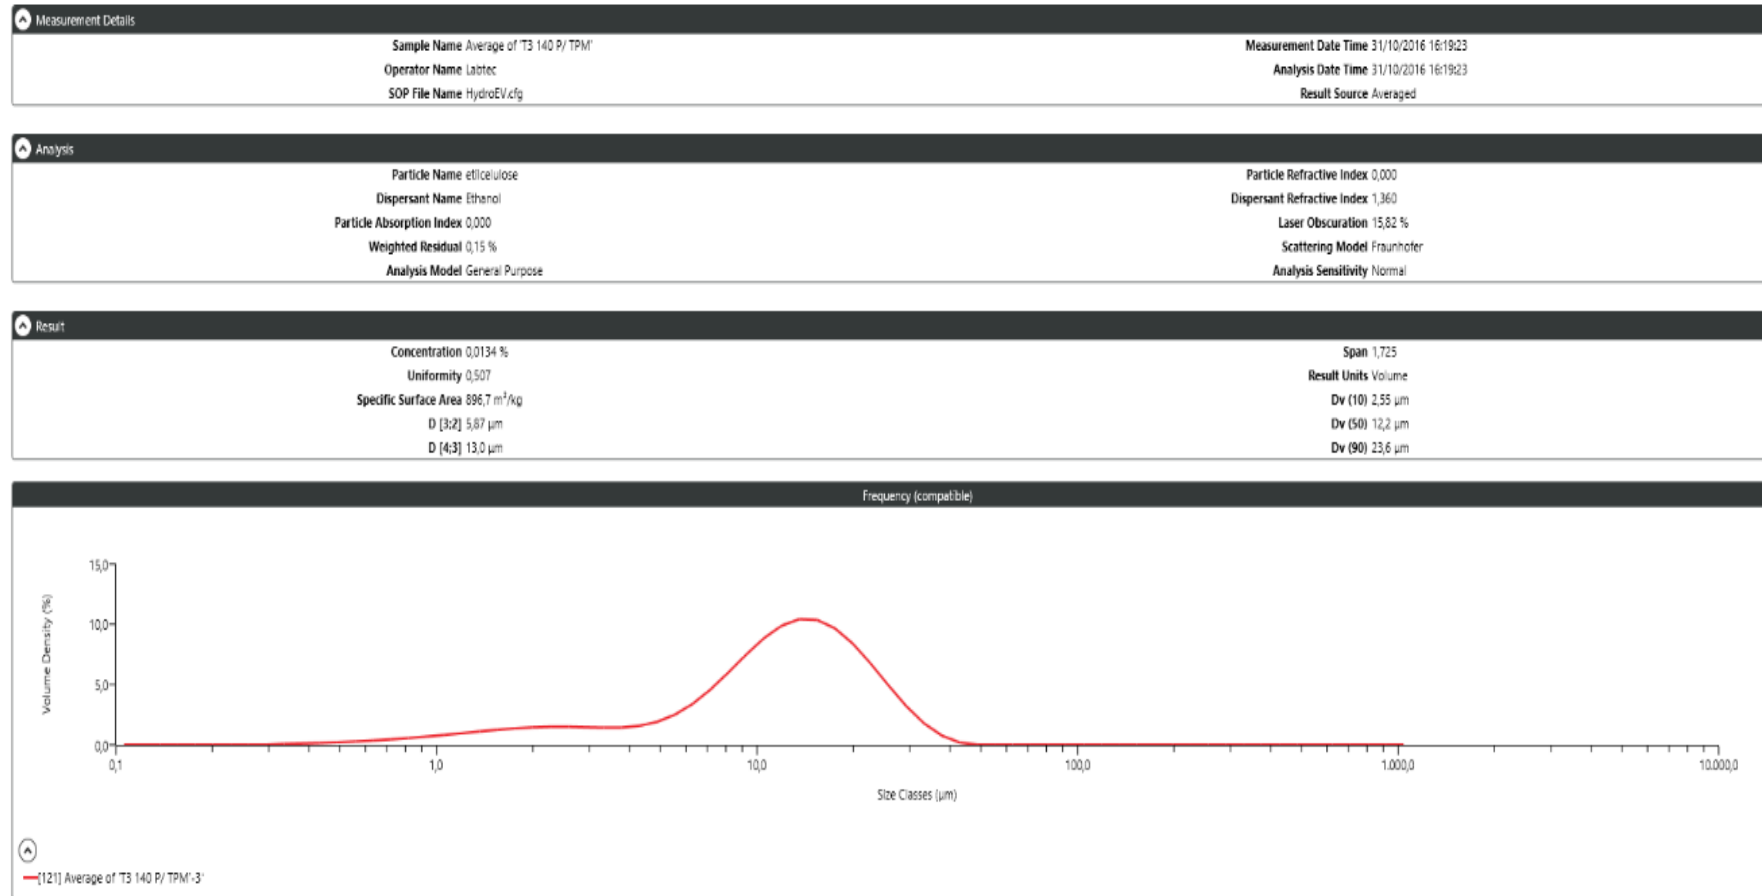 Measurement Details
Sample Name Average of 'T3 140 P/ TPM'
Measurement Date Time 31/10/2016 16:19:23
Operator Name Labtec
Analysis Date Time 31/10/2016 16:19:23
SOP File Name HydroEV.cfg
Result Source Averaged
Analysis
Particle Name etilcelulose
Particle Refractive Index 0,000
Dispersant Name Ethanol
Dispersant Refractive Index 1,360
Particle Absorption Index 0,000
Laser Obscuration 15,82 %
Weighted Residual 0,15 %
Scattering Model Fraunhofer
Analysis Model General Purpose
Analysis Sensitivity Normal
Result
Concentration 0,0134 %
Span 1,725
Uniformity 0,507
Result Units Volume
Specific Surface Area 896,7 m²/kg
Dv (10) 2,55 µm
D [3;2] 5,87 µm
Dv (50) 12,2 µm
D [4;3] 13,0 µm
Dv (90) 23,6 µm
Frequency (compatible)
Volume Density (%)
15,0
10,0
5,0
0,0
0,1 1,0 10,0 100,0 1.000,0 10.000,0
Size Classes (µm)
[121] Average of 'T3 140 P/ TPM'-3'